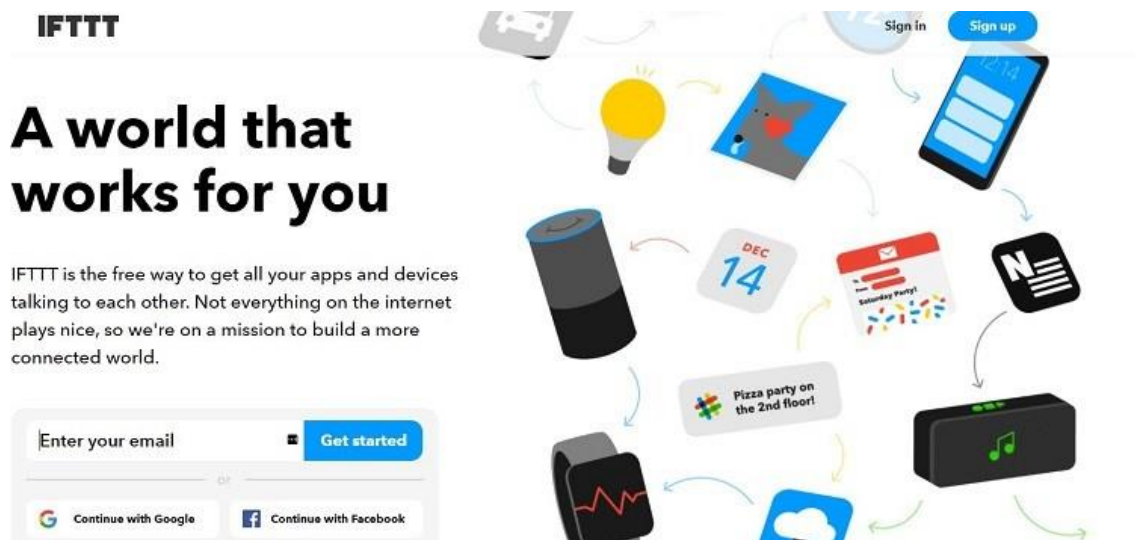 IFTTT
Sign in
Sign up
A world that
works for you
IFTTT is the free way to get all your apps and devices
talking to each other. Not everything on the internet
plays nice, so we're on a mission to build a more
connected world.
Enter your email
Get started
or
Continue with Google
Continue with Facebook
12:14
DEC
14
Saturday Party!
N
Pizza party on
the 2nd floor!